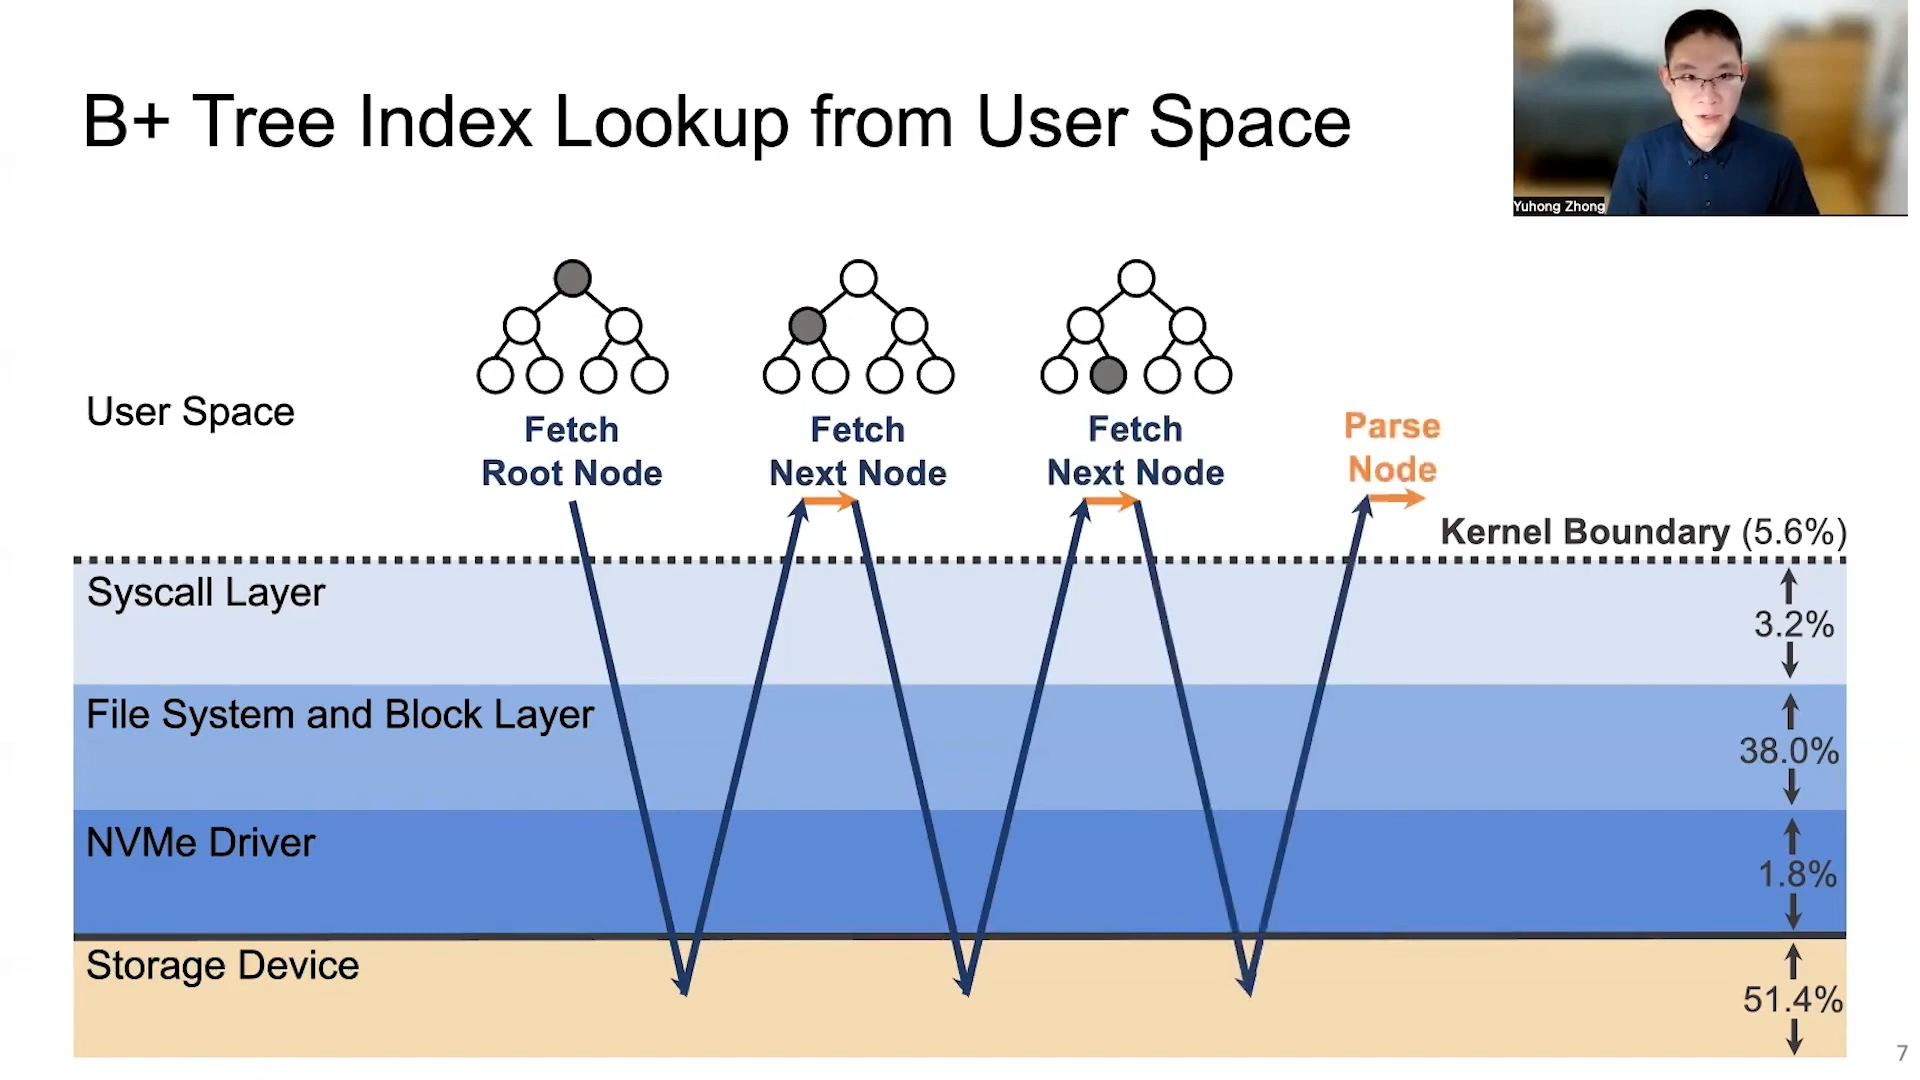 B+ Tree Index Lookup from User Space
Yuhong Zhong
User Space
Fetch
Root Node
Fetch
Next Node
Fetch
Next Node
Parse
Node
Kernel Boundary (5.6%)
Syscall Layer
3.2%
File System and Block Layer
38.0%
NVMe Driver
1.8%
Storage Device
51.4%
7